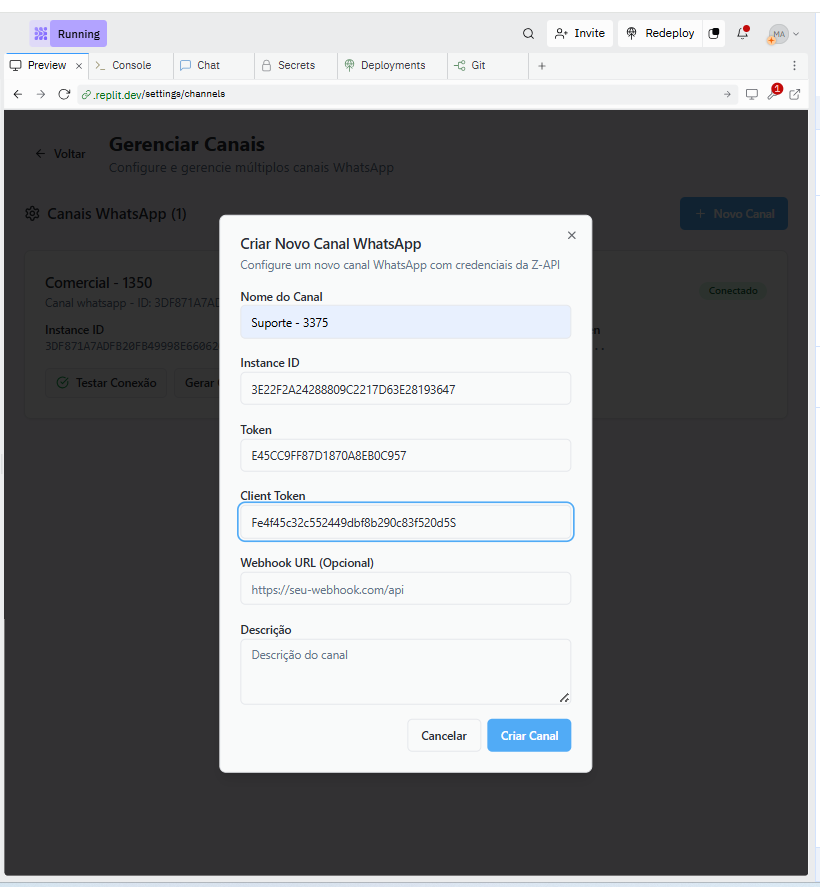 Running
Invite
Redeploy
MA
Preview
Console
Chat
Secrets
Deployments
Git
.replit.dev/settings/channels
1
Voltar
Gerenciar Canais
Configure e gerencie múltiplos canais WhatsApp
Canais WhatsApp (1)
Novo Canal
Comercial - 1350
Canal whatsapp - ID: 3DF871A7AD
Conectado
Instance ID
3DF871A7ADFB20FB49998E66062
Testar Conexão
Gerar
Criar Novo Canal WhatsApp
Configure um novo canal WhatsApp com credenciais da Z-API
Nome do Canal
Suporte - 3375
Instance ID
3E22F2A24288809C2217D63E28193647
Token
E45CC9FF87D1870A8EB0C957
Client Token
Fe4f45c32c552449dbf8b290c83f520d5S
Webhook URL (Opcional)
https://seu-webhook.com/api
Descrição
Descrição do canal
Cancelar
Criar Canal